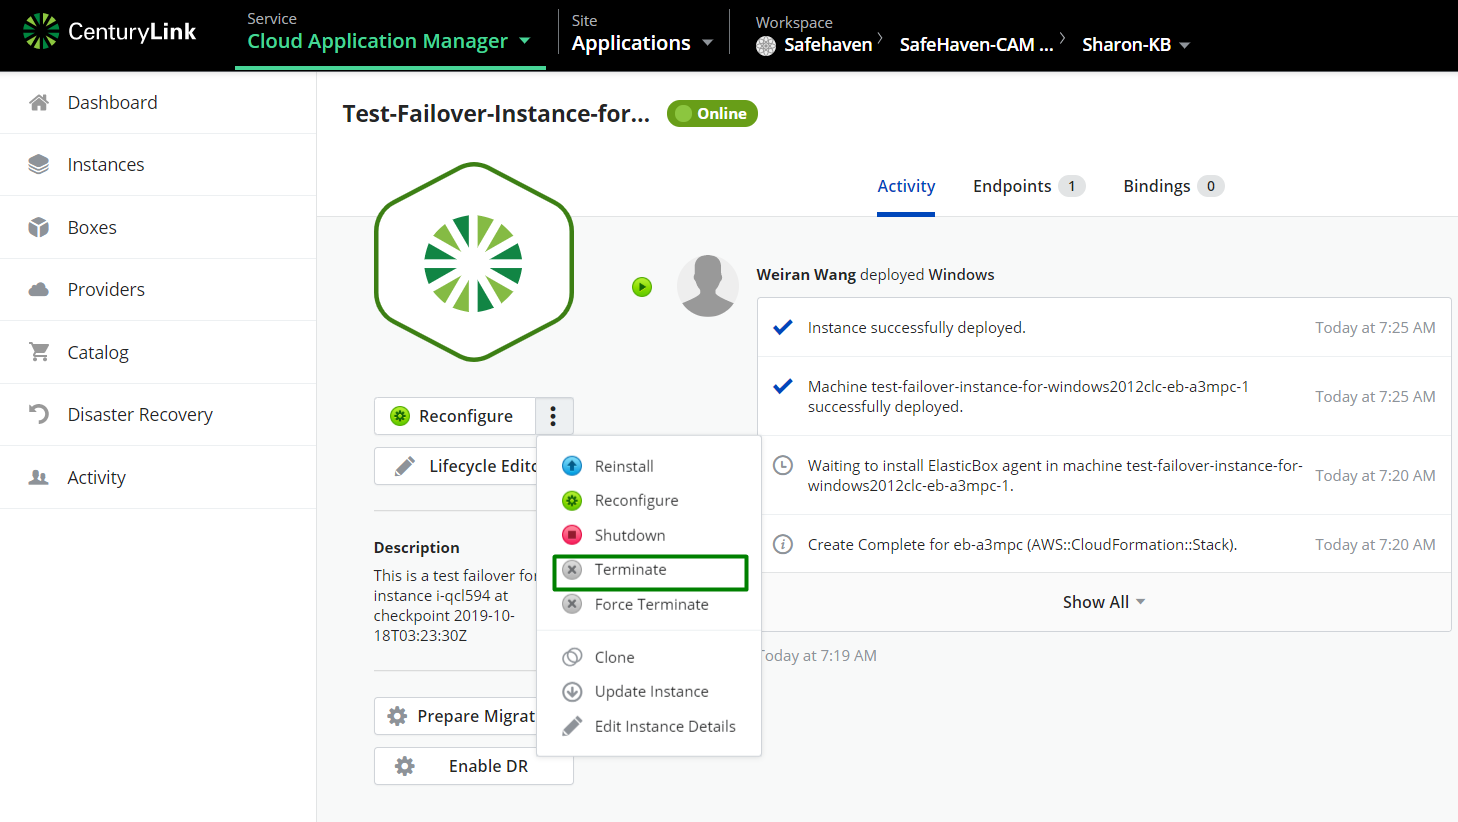 CenturyLink
Service
Cloud Application Manager
Site
Applications
Workspace
Safehaven
SafeHaven-CAM ...
Sharon-KB
Dashboard
Instances
Boxes
Providers
Catalog
Disaster Recovery
Activity
Test-Failover-Instance-for...
Online
Activity
Endpoints 1
Bindings 0
Reconfigure
Lifecycle Edito
Description
This is a test failover for
instance i-qcl594 at
checkpoint 2019-10-
18T03:23:30Z
Prepare Migrat
Enable DR
Reinstall
Reconfigure
Shutdown
Terminate
Force Terminate
Clone
Update Instance
Edit Instance Details
Weiran Wang deployed Windows
Instance successfully deployed.
Today at 7:25 AM
Machine test-failover-instance-for-windows2012clc-eb-a3mpc-1
successfully deployed.
Today at 7:25 AM
Waiting to install ElasticBox agent in machine test-failover-instance-for-
windows2012clc-eb-a3mpc-1.
Today at 7:20 AM
Create Complete for eb-a3mpc (AWS::CloudFormation::Stack).
Today at 7:20 AM
Show All
Today at 7:19 AM